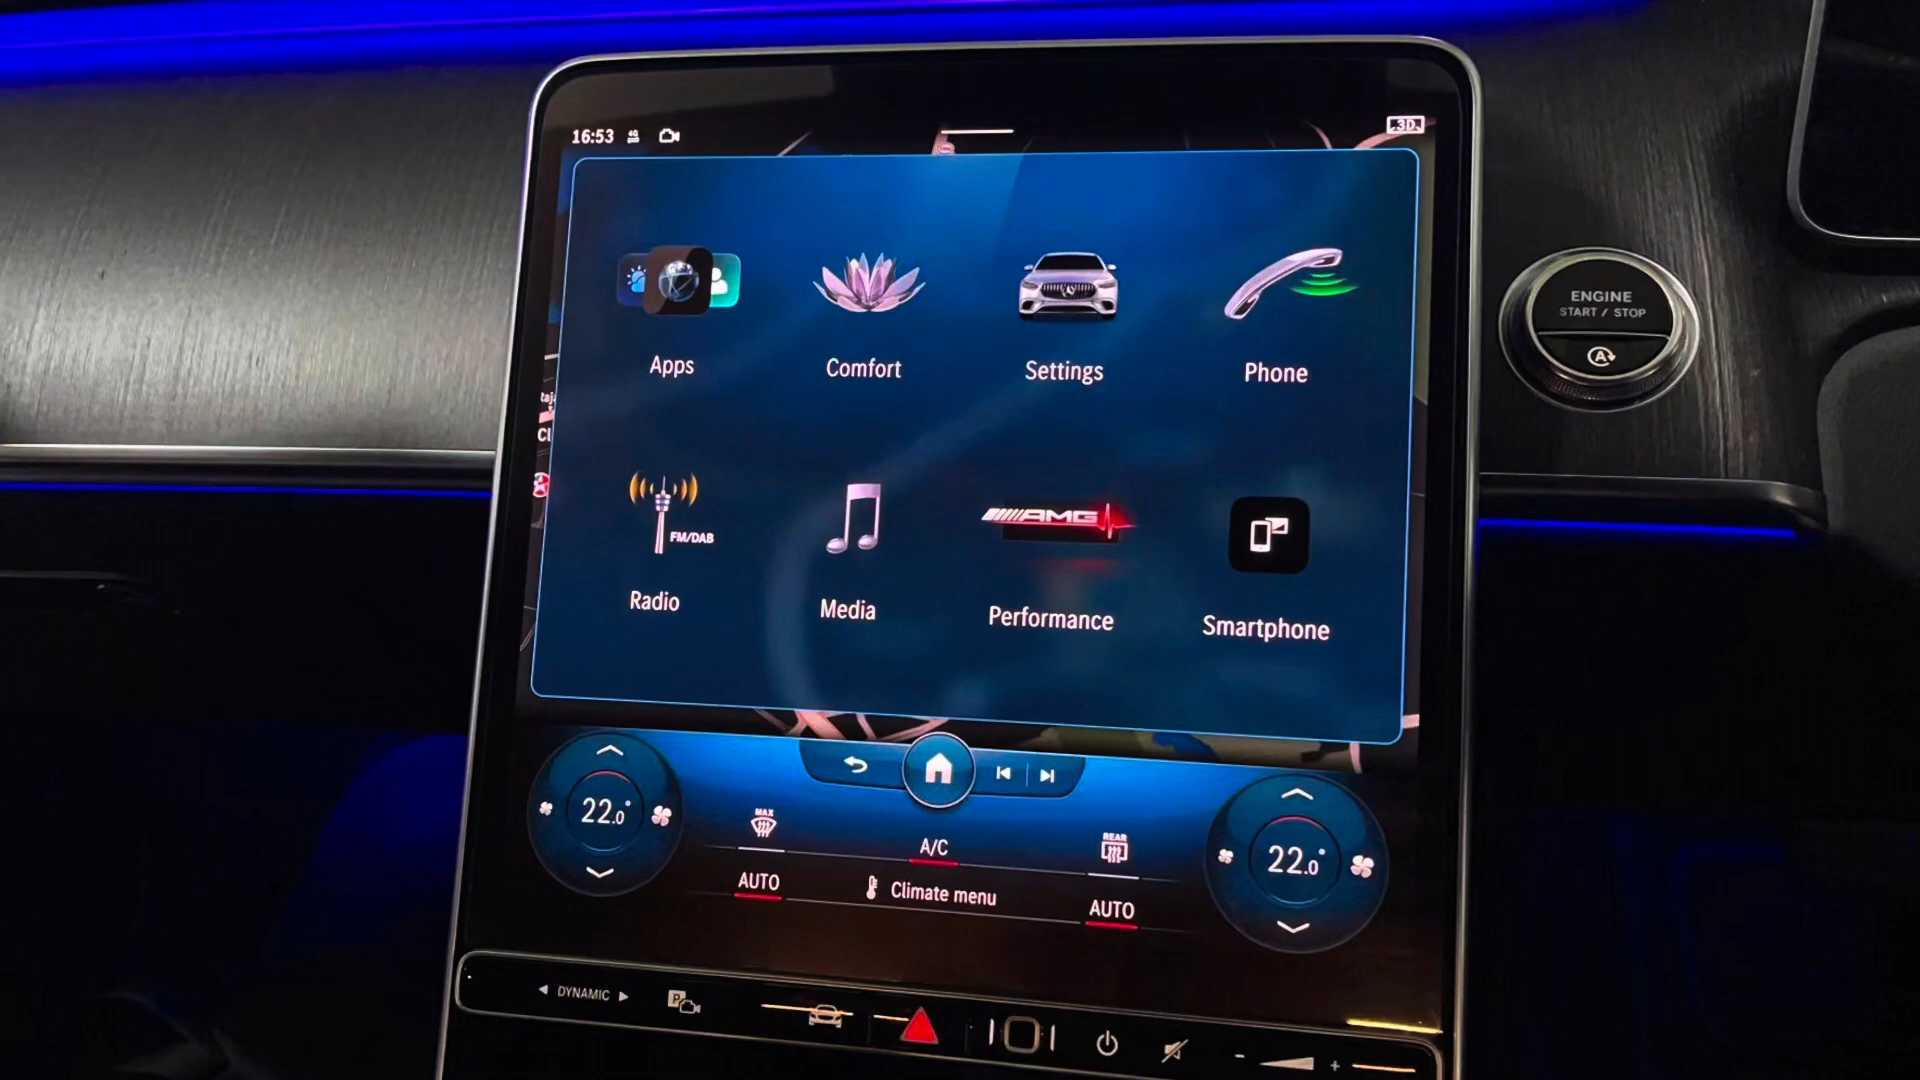 16:53 4G
3D
ENGINE
START / STOP
A
Apps
Comfort
Settings
Phone
FM/DAB
AMG
Radio
Media
Performance
Smartphone
22.0°
MAX
A/C
REAR
22.0°
AUTO
Climate menu
AUTO
DYNAMIC
P
- +